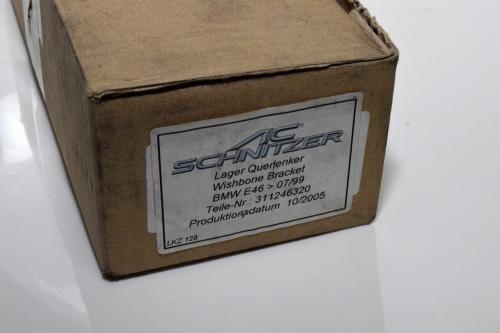 AC
SCHNITZER
Lager Querlenker
Wishbone Bracket
BMW E46 > 07/99
Teile-Nr.: 311246320
Produktionsdatum 10/2005
LKZ 128